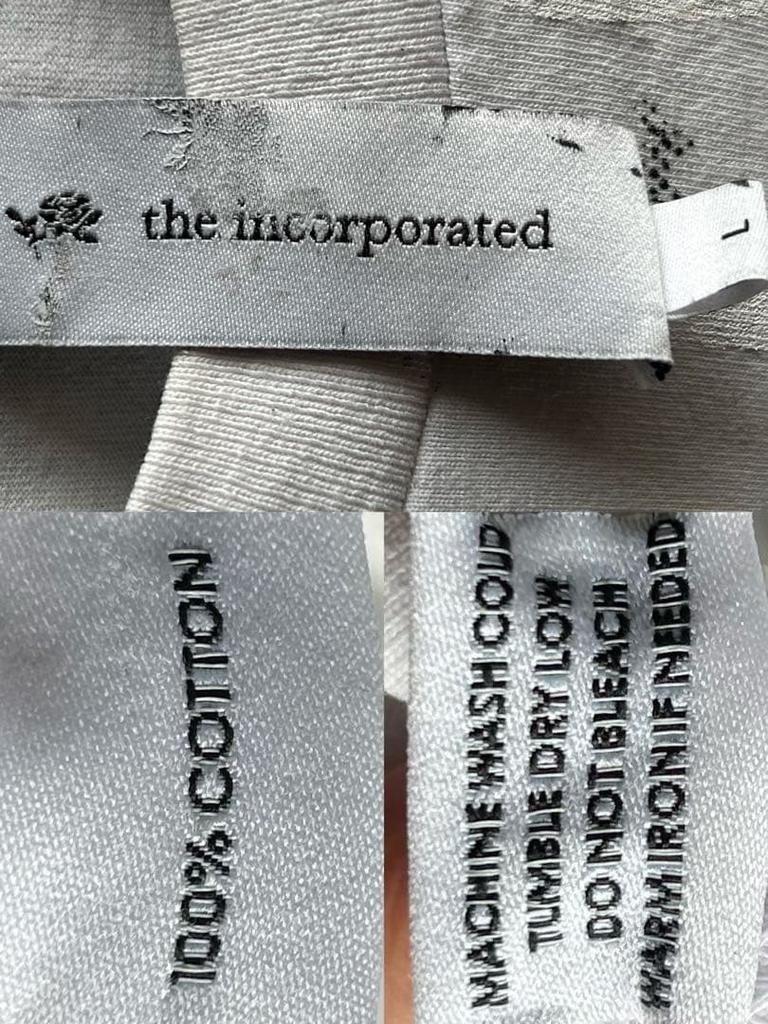 the incorporated
L
100% COTTON
MACHINE WASH COLD
TUMBLE DRY LOW
DO NOT BLEACH
WARM IRON IF NEEDED